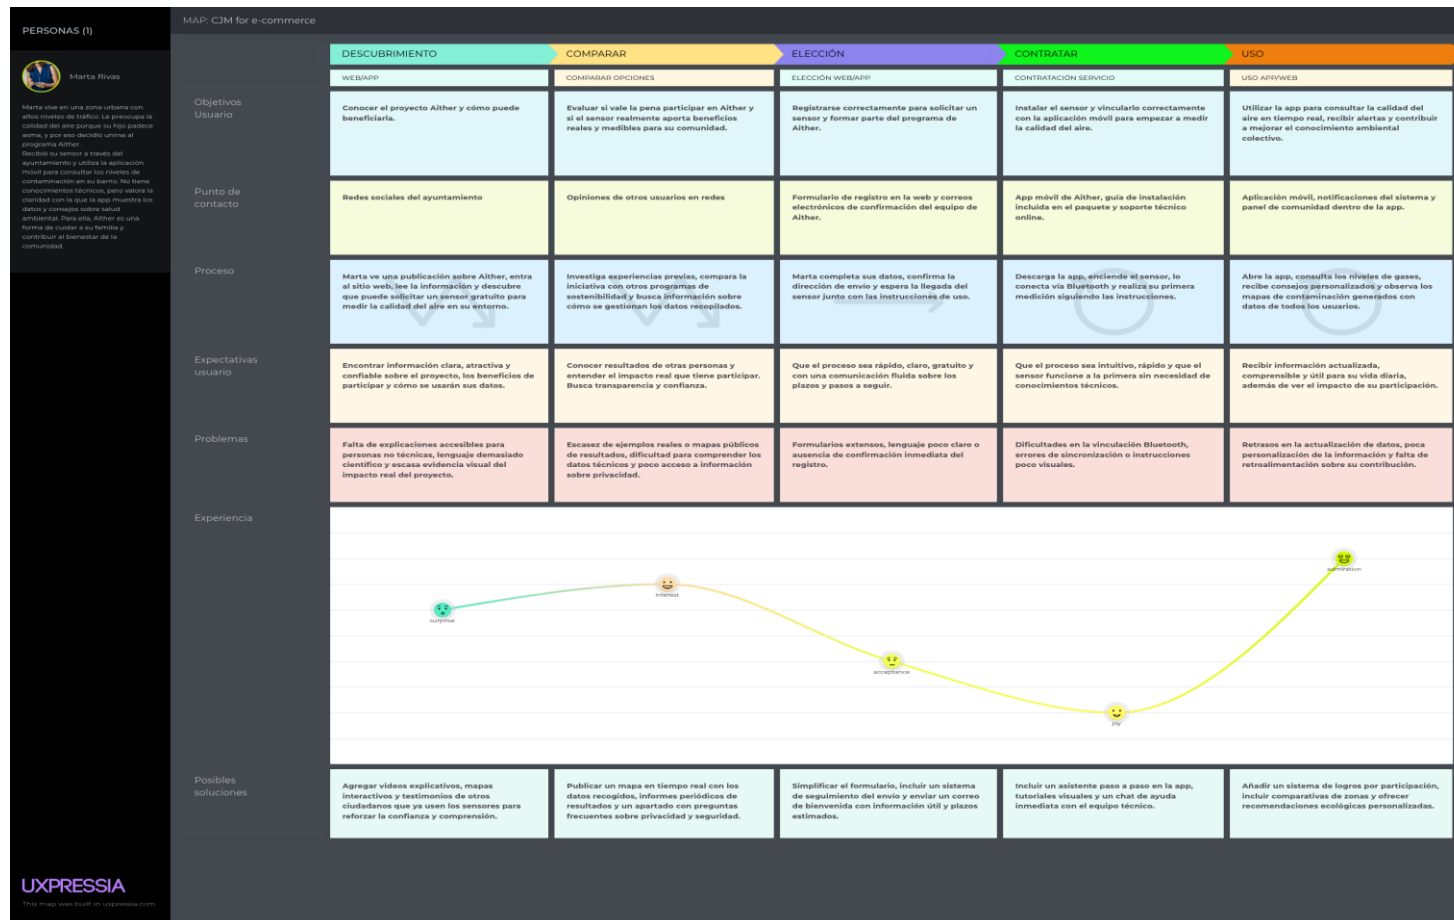 PERSONAS (1)
Marta Rivas
Marta vive en una zona urbana con
altos niveles de tráfico. Le preocupa la
calidad del aire porque su hijo padece
asma, y por eso decidió unirse al
programa Aither.
Recibió su sensor a través del
ayuntamiento y utiliza la aplicación
móvil para consultar los niveles de
contaminación en su barrio. No tiene
conocimientos técnicos, pero valora la
claridad con la que la app muestra los
datos y consejos sobre salud
ambiental. Para ella, Aither es una
forma de cuidar a su familia y
contribuir al bienestar de la
comunidad.
MAP: CJM for e-commerce
DESCUBRIMIENTO
COMPARAR
ELECCIÓN
CONTRATAR
USO
WEB/APP
COMPARAR OPCIONES
ELECCIÓN WEB/APP
CONTRATACIÓN SERVICIO
USO APP/WEB
Objetivos
Usuario
Conocer el proyecto Aither y cómo puede
beneficiarla.
Evaluar si vale la pena participar en Aither y
si el sensor realmente aporta beneficios
reales y medibles para su comunidad.
Registrarse correctamente para solicitar un
sensor y formar parte del programa de
Aither.
Instalar el sensor y vincularlo correctamente
con la aplicación móvil para empezar a medir
la calidad del aire.
Utilizar la app para consultar la calidad del
aire en tiempo real, recibir alertas y contribuir
a mejorar el conocimiento ambiental
colectivo.
Punto de
contacto
Redes sociales del ayuntamiento
Opiniones de otros usuarios en redes
Formulario de registro en la web y correos
electrónicos de confirmación del equipo de
Aither.
App móvil de Aither, guía de instalación
incluida en el paquete y soporte técnico
online.
Aplicación móvil, notificaciones del sistema y
panel de comunidad dentro de la app.
Proceso
Marta ve una publicación sobre Aither, entra
al sitio web, lee la información y descubre
que puede solicitar un sensor gratuito para
medir la calidad del aire en su entorno.
Investiga experiencias previas, compara la
iniciativa con otros programas de
sostenibilidad y busca información sobre
cómo se gestionan los datos recopilados.
Marta completa sus datos, confirma la
dirección de envío y espera la llegada del
sensor junto con las instrucciones de uso.
Descarga la app, enciende el sensor, lo
conecta vía Bluetooth y realiza su primera
medición siguiendo las instrucciones.
Abre la app, consulta los niveles de gases,
recibe consejos personalizados y observa los
mapas de contaminación generados con
datos de todos los usuarios.
Expectativas
usuario
Encontrar información clara, atractiva y
confiable sobre el proyecto, los beneficios de
participar y cómo se usarán sus datos.
Conocer resultados de otras personas y
entender el impacto real que tiene participar.
Busca transparencia y confianza.
Que el proceso sea rápido, claro, gratuito y
con una comunicación fluida sobre los
plazos y pasos a seguir.
Que el proceso sea intuitivo, rápido y que el
sensor funcione a la primera sin necesidad de
conocimientos técnicos.
Recibir información actualizada,
comprensible y útil para su vida diaria,
además de ver el impacto de su participación.
Problemas
Falta de explicaciones accesibles para
personas no técnicas, lenguaje demasiado
científico y escasa evidencia visual del
impacto real del proyecto.
Escasez de ejemplos reales o mapas públicos
de resultados, dificultad para comprender los
datos técnicos y poco acceso a información
sobre privacidad.
Formularios extensos, lenguaje poco claro o
ausencia de confirmación inmediata del
registro.
Dificultades en la vinculación Bluetooth,
errores de sincronización o instrucciones
poco visuales.
Retrasos en la actualización de datos, poca
personalización de la información y falta de
retroalimentación sobre su contribución.
Experiencia
surprise
interest
acceptance
joy
admiration
Posibles
soluciones
Agregar videos explicativos, mapas
interactivos y testimonios de otros
ciudadanos que ya usen los sensores para
reforzar la confianza y comprensión.
Publicar un mapa en tiempo real con los
datos recogidos, informes periódicos de
resultados y un apartado con preguntas
frecuentes sobre privacidad y seguridad.
Simplificar el formulario, incluir un sistema
de seguimiento del envío y enviar un correo
de bienvenida con información útil y plazos
estimados.
Incluir un asistente paso a paso en la app,
tutoriales visuales y un chat de ayuda
inmediata con el equipo técnico.
Añadir un sistema de logros por participación,
incluir comparativas de zonas y ofrecer
recomendaciones ecológicas personalizadas.
UXPRESSIA
This map was built in uxpressia.com